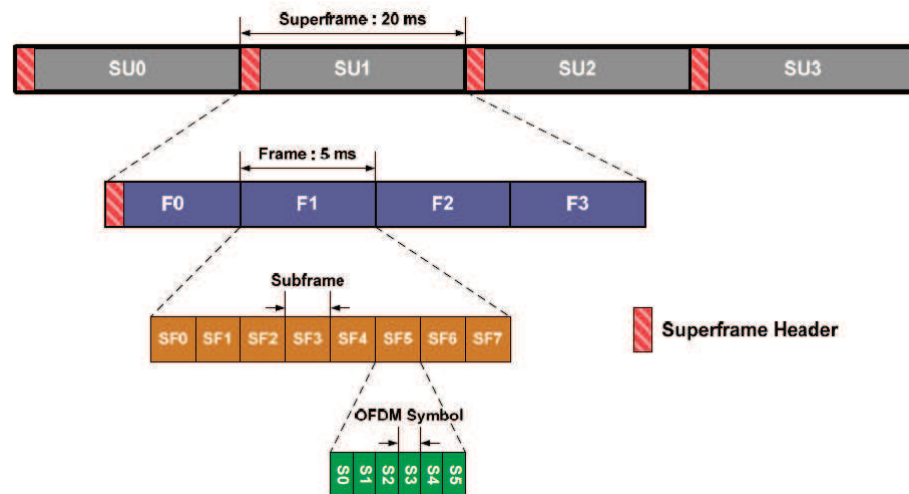 Superframe : 20 ms
SU0 SU1 SU2 SU3
Frame : 5 ms
F0 F1 F2 F3
Subframe
SF0 SF1 SF2 SF3 SF4 SF5 SF6 SF7
Superframe Header
OFDM Symbol
S0 S1 S2 S3 S4 S5